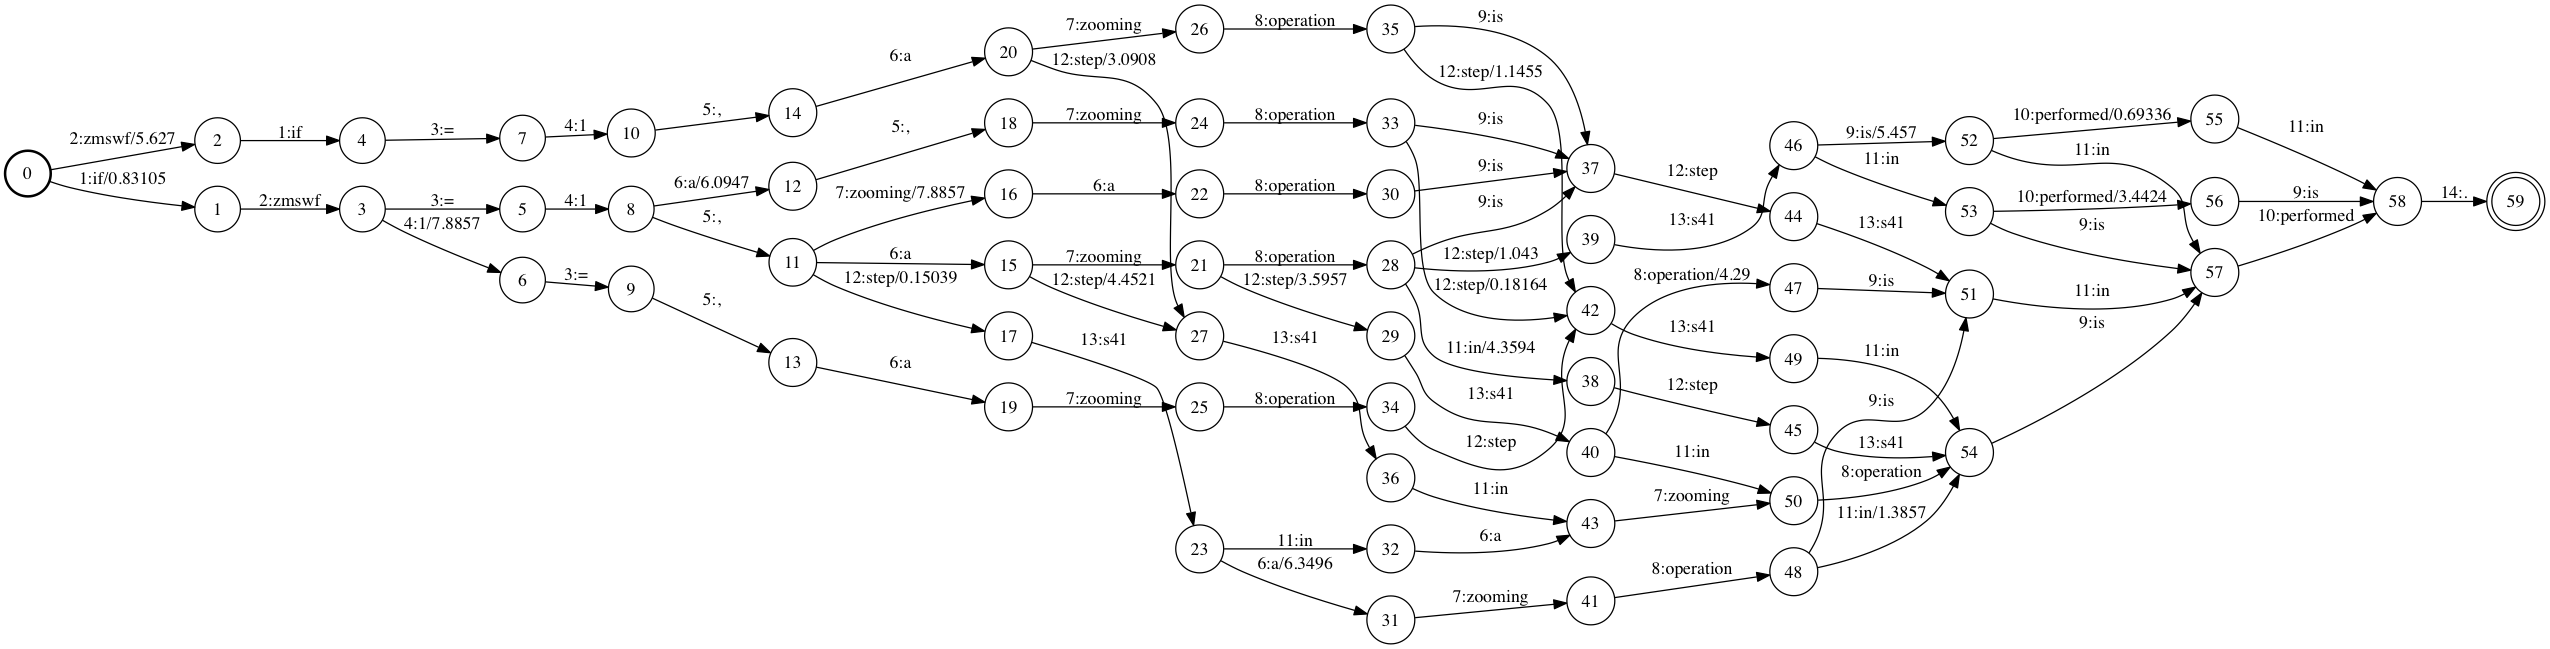 0
2:zmswf/5.627
1:if/0.83105
2
1:if
4
3:=
7
4:1
10
5:,
14
6:a
20
7:zooming
12:step/3.0908
26
8:operation
35
9:is
12:step/1.1455
1
2:zmswf
3
3:=
4:1/7.8857
5
4:1
8
6:a/6.0947
5:,
12
5:,
18
7:zooming
24
8:operation
33
9:is
12:step/0.18164
6
3:=
9
5:,
13
6:a
19
7:zooming
25
8:operation
34
12:step
11
7:zooming/7.8857
6:a
12:step/0.15039
16
6:a
22
8:operation
30
9:is
15
7:zooming
12:step/4.4521
21
8:operation
12:step/3.5957
28
9:is
12:step/1.043
11:in/4.3594
17
13:s41
27
13:s41
29
13:s41
23
11:in
6:a/6.3496
36
11:in
32
6:a
31
7:zooming
37
12:step
39
13:s41
42
13:s41
38
12:step
40
8:operation/4.29
11:in
43
7:zooming
41
8:operation
46
9:is/5.457
11:in
44
13:s41
47
9:is
49
11:in
45
13:s41
50
8:operation
48
9:is
11:in/1.3857
52
10:performed/0.69336
11:in
53
10:performed/3.4424
9:is
51
11:in
54
9:is
55
11:in
56
9:is
57
10:performed
58
14:.
59